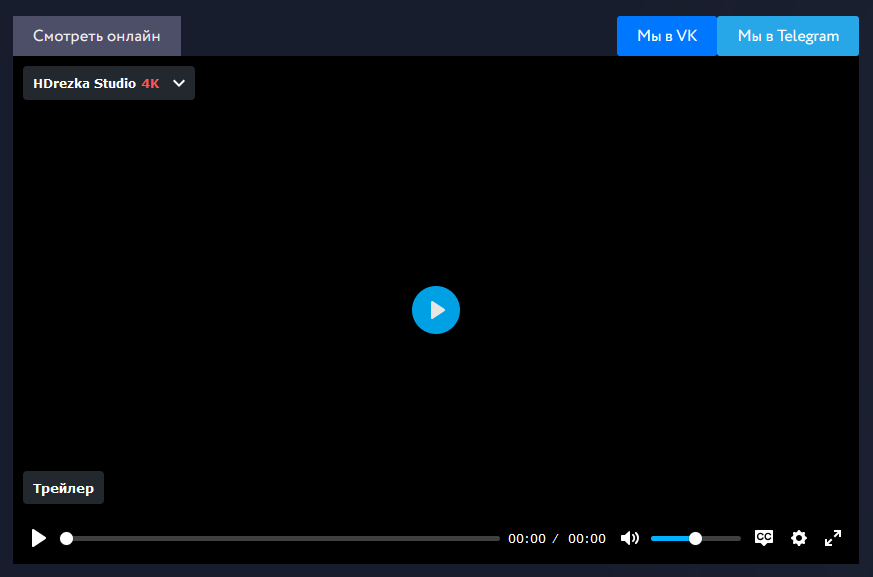 Смотреть онлайн
Мы в VK
Мы в Telegram
HDrezka Studio 4K
Трейлер
00:00 / 00:00
CC